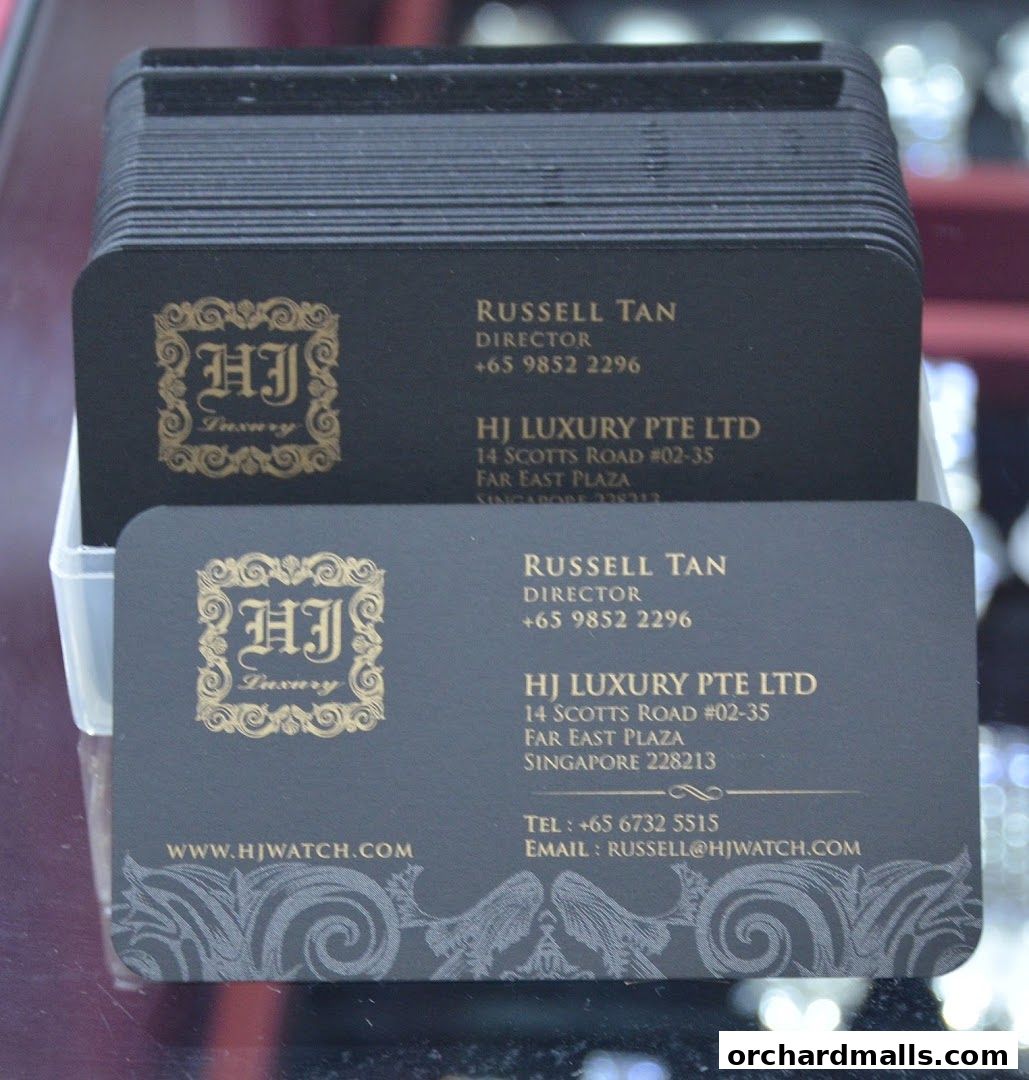 HJ
Luxury
RUSSELL TAN
DIRECTOR
+65 9852 2296
HJ LUXURY PTE LTD
14 SCOTTS ROAD #02-35
FAR EAST PLAZA
SINGAPORE 228213
HJ
Luxury
RUSSELL TAN
DIRECTOR
+65 9852 2296
HJ LUXURY PTE LTD
14 SCOTTS ROAD #02-35
FAR EAST PLAZA
SINGAPORE 228213
TEL : +65 6732 5515
WWW.HJWATCH.COM
EMAIL : RUSSELL@HJWATCH.COM
orchardmalls.com